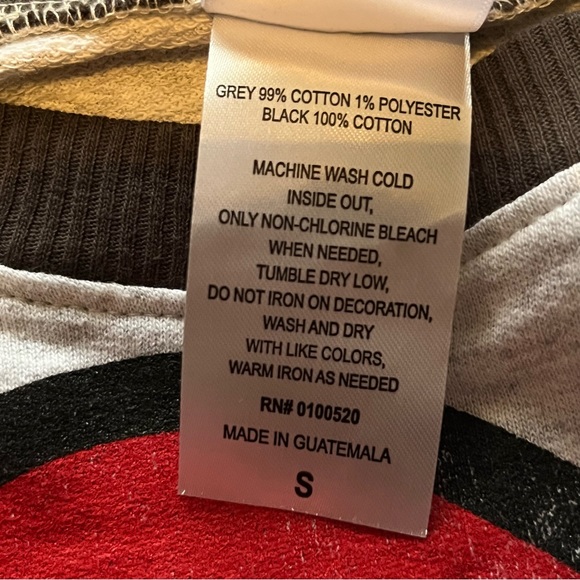 GREY 99% COTTON 1% POLYESTER
BLACK 100% COTTON
MACHINE WASH COLD
INSIDE OUT,
ONLY NON-CHLORINE BLEACH
WHEN NEEDED,
TUMBLE DRY LOW,
DO NOT IRON ON DECORATION,
WASH AND DRY
WITH LIKE COLORS,
WARM IRON AS NEEDED
RN# 0100520
MADE IN GUATEMALA
S